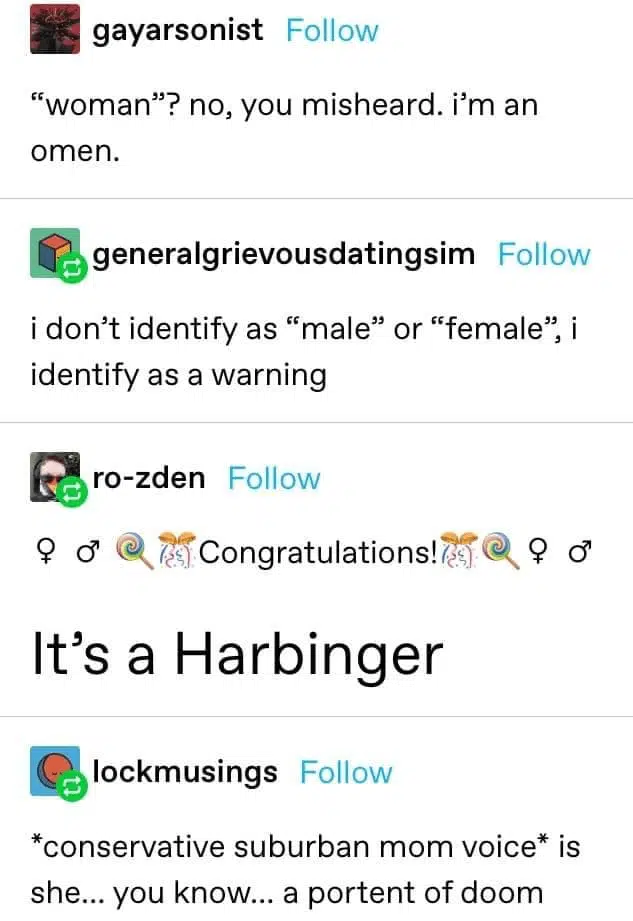 gayarsonist Follow
“woman”? no, you misheard. i’m an
omen.
generalgrievousdatingsim Follow
i don’t identify as “male” or “female”, i
identify as a warning
ro-zden Follow
♀ ♂ 🍭🎊Congratulations!🎊🍭♀ ♂
It’s a Harbinger
lockmusings Follow
*conservative suburban mom voice* is
she... you know... a portent of doom